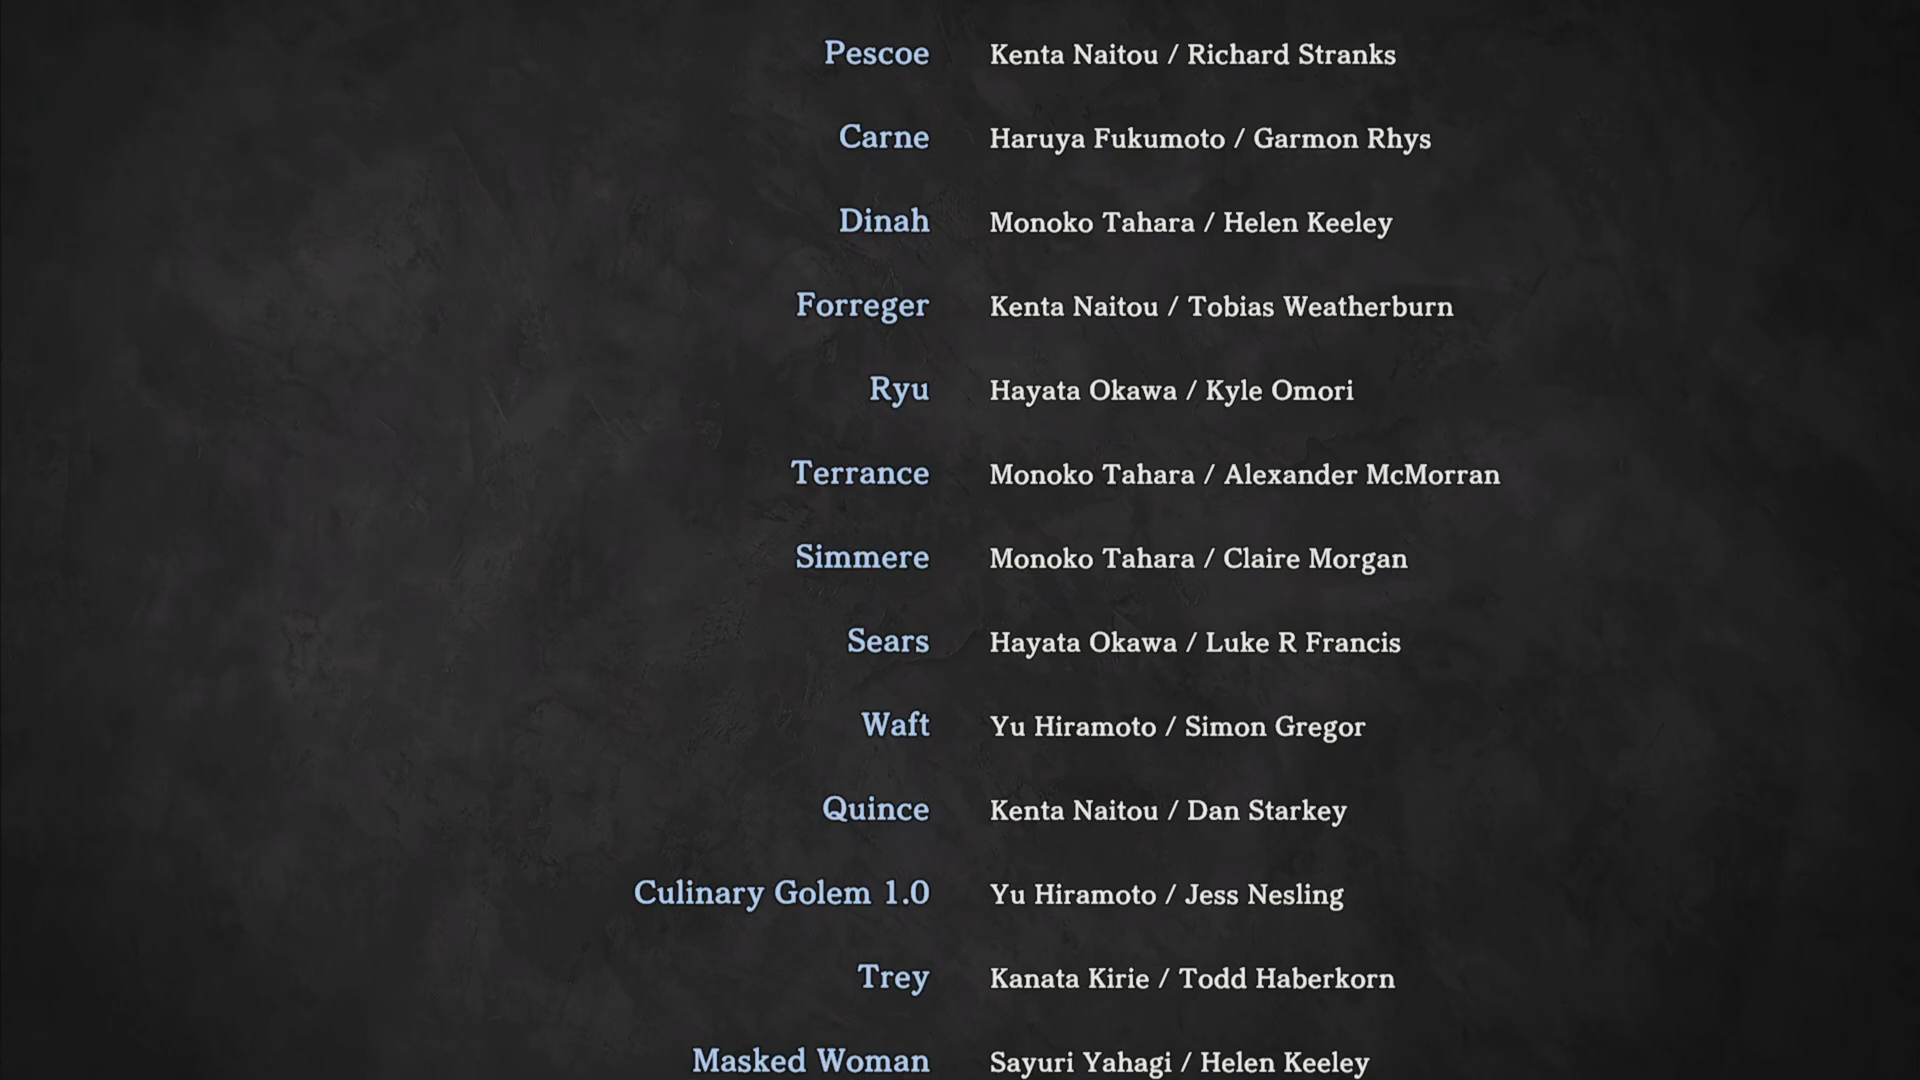 Pescoe Kenta Naitou / Richard Stranks
Carne Haruya Fukumoto / Garmon Rhys
Dinah Monoko Tahara / Helen Keeley
Forreger Kenta Naitou / Tobias Weatherburn
Ryu Hayata Okawa / Kyle Omori
Terrance Monoko Tahara / Alexander McMorran
Simmere Monoko Tahara / Claire Morgan
Sears Hayata Okawa / Luke R Francis
Waft Yu Hiramoto / Simon Gregor
Quince Kenta Naitou / Dan Starkey
Culinary Golem 1.0 Yu Hiramoto / Jess Nesling
Trey Kanata Kirie / Todd Haberkorn
Masked Woman Sayuri Yahagi / Helen Keeley